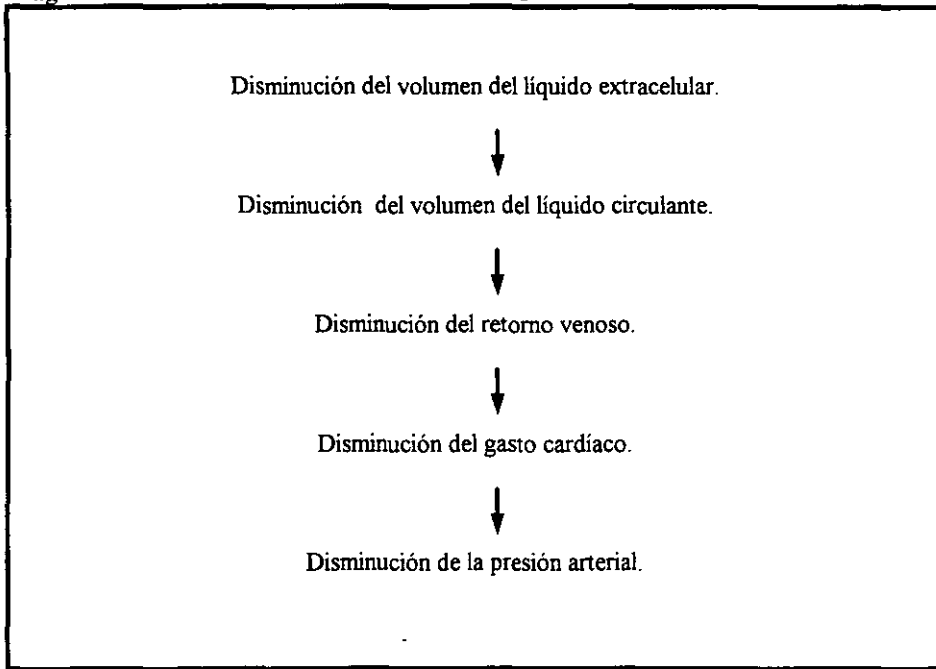 Disminución del volumen del líquido extracelular.
Disminución del volumen del líquido circulante.
Disminución del retorno venoso.
Disminución del gasto cardíaco.
Disminución de la presión arterial.